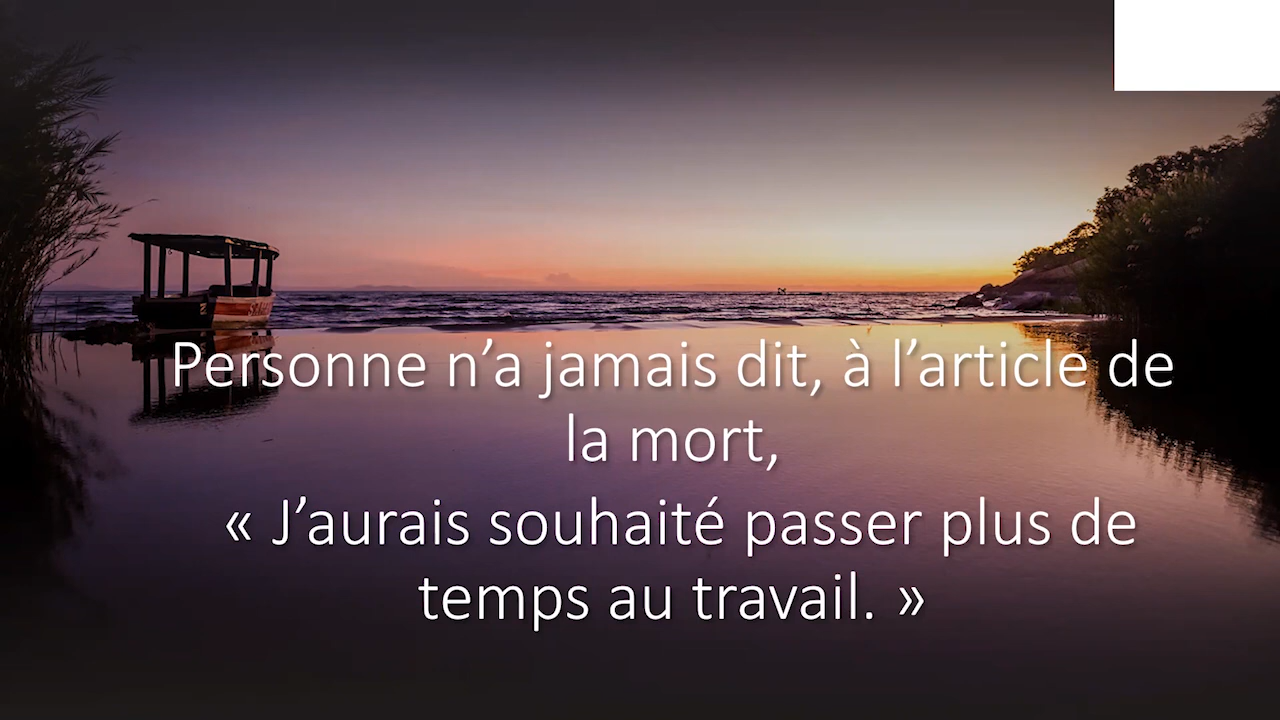 Personne n’a jamais dit, à l’article de
la mort,
« J’aurais souhaité passer plus de
temps au travail. »